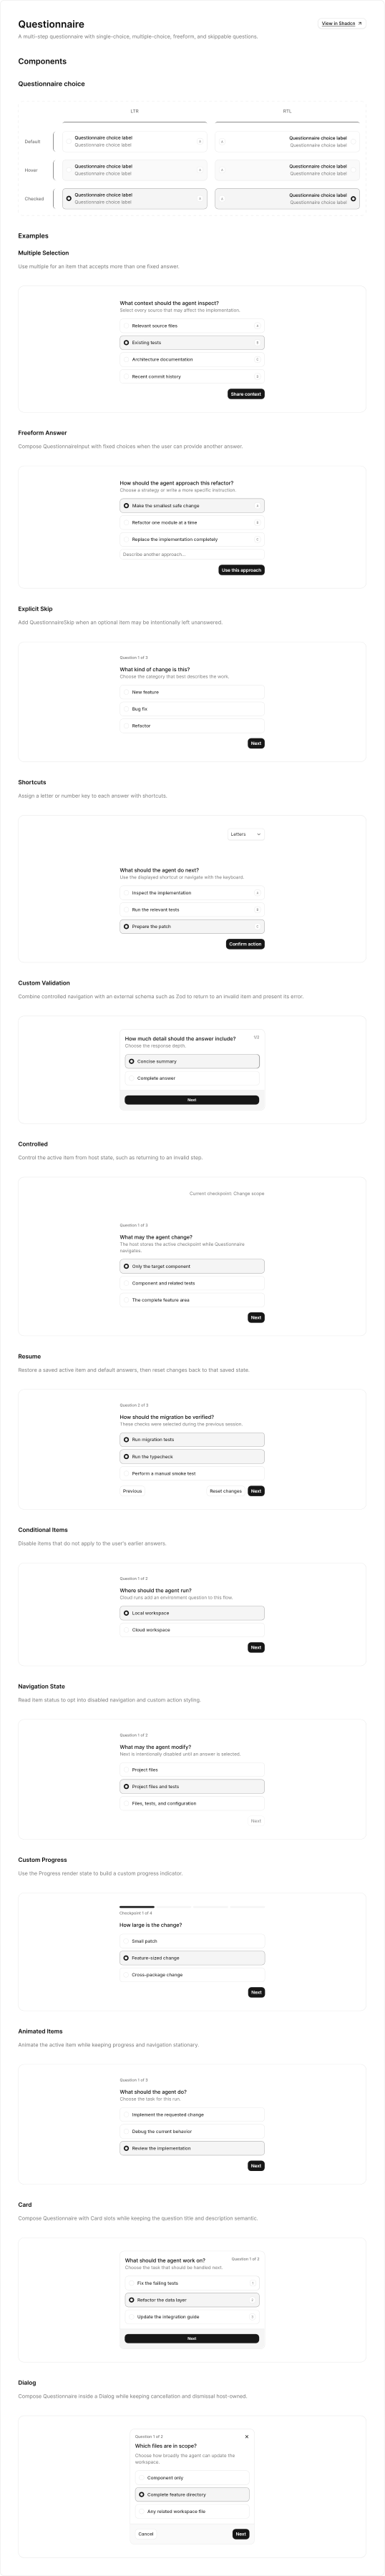 Questionnaire
View in Shadcn
A multi-step questionnaire with single-choice, multiple-choice, freeform, and skippable questions.
Components
Questionnaire choice
LTR
RTL
Default
Questionnaire choice label
Questionnaire choice label
Questionnaire choice label
Questionnaire choice label
Hover
Questionnaire choice label
Questionnaire choice label
Questionnaire choice label
Questionnaire choice label
Checked
Questionnaire choice label
Questionnaire choice label
Questionnaire choice label
Questionnaire choice label
Examples
Multiple Selection
Use multiple for an item that accepts more than one fixed answer.
What context should the agent inspect?
Select every source that may affect the implementation.
Relevant source files
Existing tests
Architecture documentation
Recent commit history
Share context
Freeform Answer
Compose QuestionnaireInput with fixed choices when the user can provide another answer.
How should the agent approach this refactor?
Choose a strategy or write a more specific instruction.
Make the smallest safe change
Refactor one module at a time
Replace the implementation completely
Describe another approach...
Use this approach
Explicit Skip
Add QuestionnaireSkip when an optional item may be intentionally left unanswered.
Question 1 of 3
What kind of change is this?
Choose the category that best describes the work.
New feature
Bug fix
Refactor
Next
Shortcuts
Assign a letter or number key to each answer with shortcuts.
Letters
What should the agent do next?
Use the displayed shortcut or navigate with the keyboard.
Inspect the implementation
Run the relevant tests
Prepare the patch
Confirm action
Custom Validation
Combine controlled navigation with an external schema such as Zod to return to an invalid item and present its error.
How much detail should the answer include?
Choose the response depth.
Concise summary
Complete answer
Next
Controlled
Control the active item from host state, such as returning to an invalid step.
Current checkpoint: Change scope
Question 1 of 3
What may the agent change?
The host stores the active checkpoint while Questionnaire
navigates.
Only the target component
Component and related tests
The complete feature area
Next
Resume
Restore a saved active item and default answers, then reset changes back to that saved state.
Question 2 of 3
How should the migration be verified?
These checks were selected during the previous session.
Run migration tests
Run the typecheck
Perform a manual smoke test
Previous
Reset changes
Next
Conditional Items
Disable items that do not apply to the user's earlier answers.
Question 1 of 2
Where should the agent run?
Cloud runs add an environment question to this flow.
Local workspace
Cloud workspace
Next
Navigation State
Read item status to opt into disabled navigation and custom action styling.
Question 1 of 2
What may the agent modify?
Next is intentionally disabled until an answer is selected.
Project files
Project files and tests
Files, tests, and configuration
Next
Custom Progress
Use the Progress render state to build a custom progress indicator.
Checkpoint 1 of 4
How large is the change?
Small patch
Feature-sized change
Cross-package change
Next
Animated Items
Animate the active item while keeping progress and navigation stationary.
Question 1 of 3
What should the agent do?
Choose the task for this run.
Implement the requested change
Debug the current behavior
Review the implementation
Next
Card
Compose Questionnaire with Card slots while keeping the question title and description semantic.
What should the agent work on?
Question 1 of 3
Choose the task that should be handled next.
Fix the failing tests
Refactor the data layer
Update the integration guide
Next
Dialog
Compose Questionnaire inside a Dialog while keeping cancellation and dismissal host-owned.
Question 1 of 2
Which files are in scope?
Choose how broadly the agent can update the
workspace.
Component only
Complete feature directory
Any related workspace file
Cancel
Next